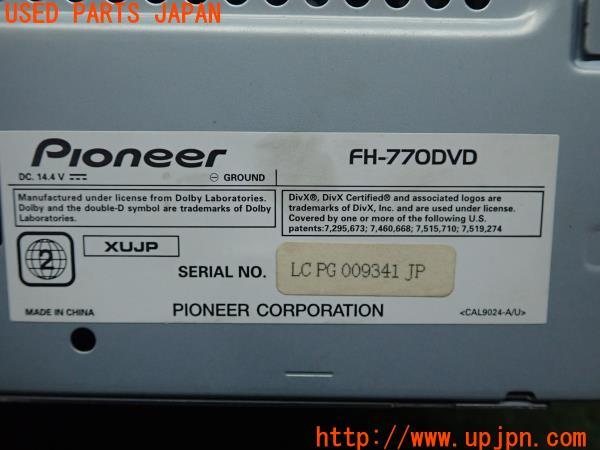 USED PARTS JAPAN
Pioneer
FH-770DVD
DC. 14.4 V
⊖ GROUND
Manufactured under license from Dolby Laboratories.
Dolby and the double-D symbol are trademarks of Dolby
Laboratories.
DivX®, DivX Certified® and associated logos are
trademarks of DivX, Inc. and are used under license.
Covered by one or more of the following U.S.
patents:7,295,673; 7,460,668; 7,515,710; 7,519,274
2
XUJP
SERIAL NO.
LC PG 009341 JP
MADE IN CHINA
PIONEER CORPORATION
<CAL9024-A/U>
http://www.upjpn.com/